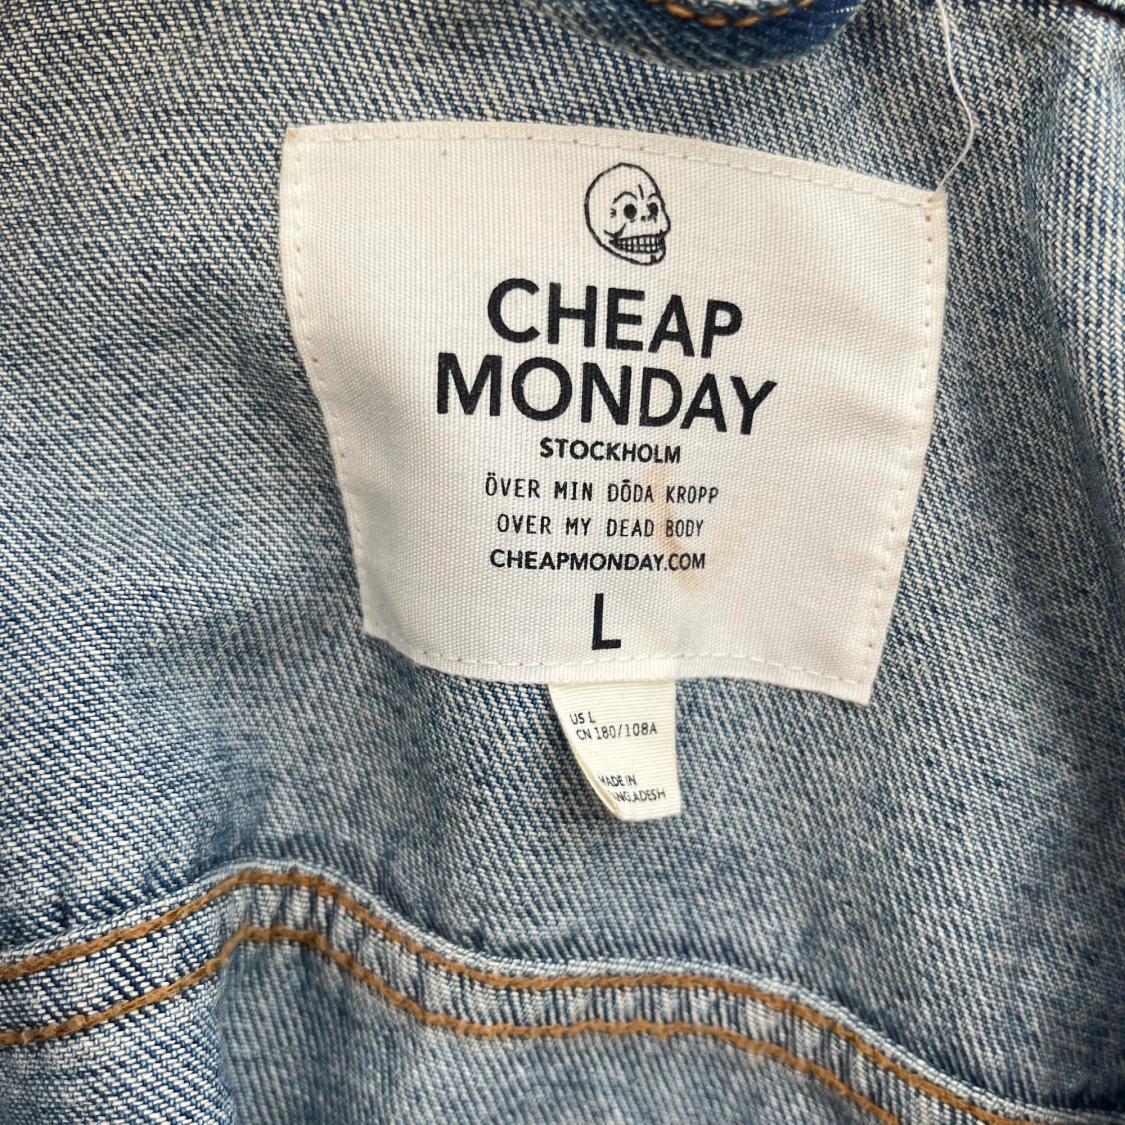 CHEAP
MONDAY
STOCKHOLM
ÖVER MIN DÖDA KROPP
OVER MY DEAD BODY
CHEAPMONDAY.COM
L
US L
CN 180/108A
MADE IN